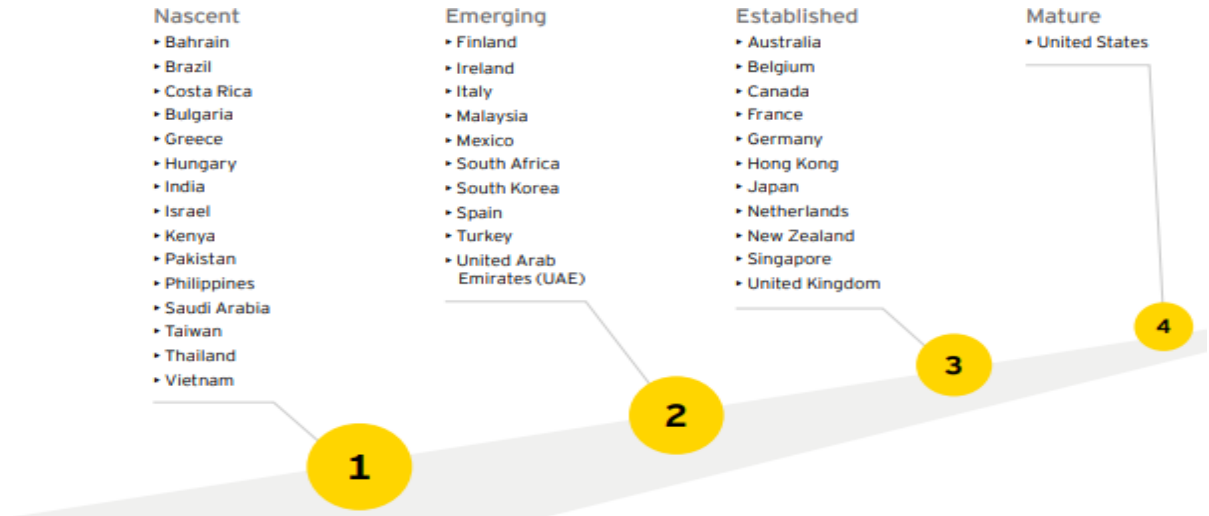 Nascent
‣ Bahrain
‣ Brazil
‣ Costa Rica
‣ Bulgaria
‣ Greece
‣ Hungary
‣ India
‣ Israel
‣ Kenya
‣ Pakistan
‣ Philippines
‣ Saudi Arabia
‣ Taiwan
‣ Thailand
‣ Vietnam
1
Emerging
‣ Finland
‣ Ireland
‣ Italy
‣ Malaysia
‣ Mexico
‣ South Africa
‣ South Korea
‣ Spain
‣ Turkey
‣ United Arab
Emirates (UAE)
2
Established
‣ Australia
‣ Belgium
‣ Canada
‣ France
‣ Germany
‣ Hong Kong
‣ Japan
‣ Netherlands
‣ New Zealand
‣ Singapore
‣ United Kingdom
3
Mature
‣ United States
4